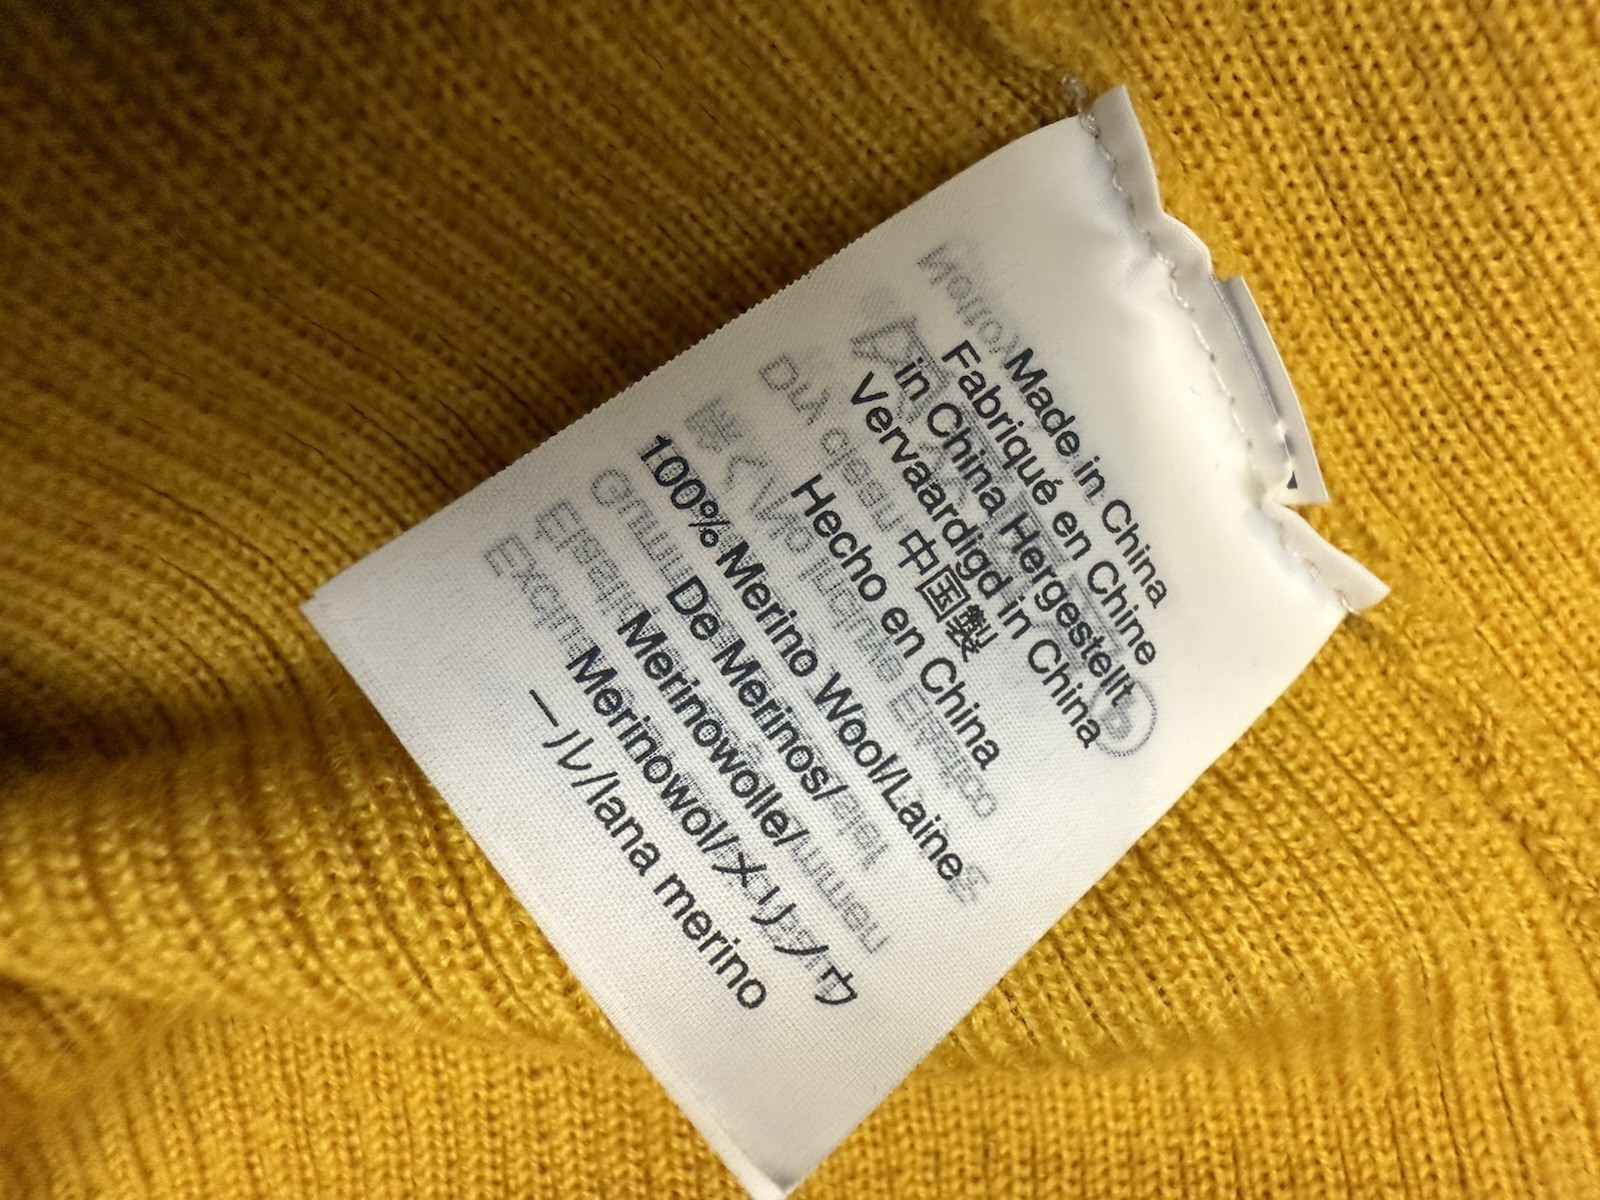 Made in China
Fabriqué en Chine
in China Hergestellt
Vervaardigd in China
中国製
Hecho en China
100% Merino Wool/Laine
De Merinos/
Merinowolle/
Merinowol/メリノウ
ール/lana merino